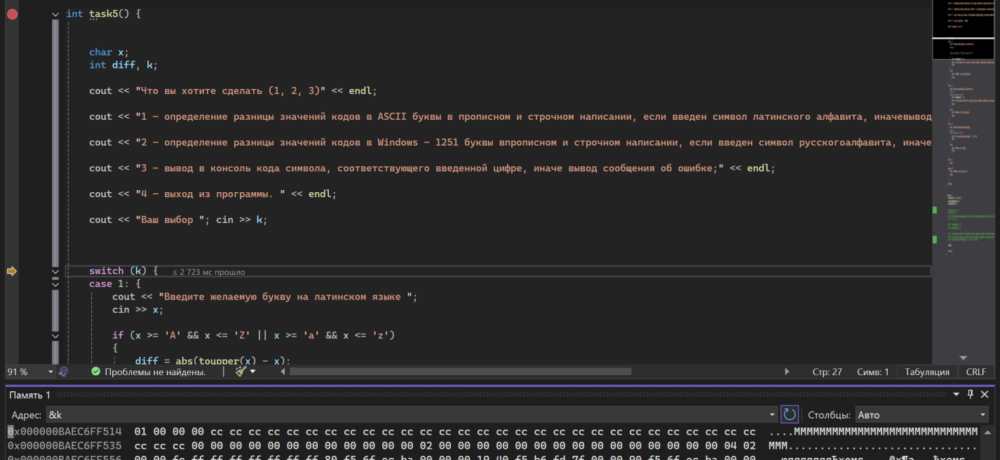 int task5() {
char x;
int diff, k;
cout << "Что вы хотите сделать (1, 2, 3)" << endl;
cout << "1 – определение разницы значений кодов в ASCII буквы в прописном и строчном написании, если введен символ латинского алфавита, иначевывод
cout << "2 – определение разницы значений кодов в Windows – 1251 буквы впрописном и строчном написании, если введен символ русскогоалфавита, иначе
cout << "3 – вывод в консоль кода символа, соответствующего введенной цифре, иначе вывод сообщения об ошибке;" << endl;
cout << "4 – выход из программы. " << endl;
cout << "Ваш выбор "; cin >> k;
switch (k) { ≤ 2 723 мс прошло
case 1: {
cout << "Введите желаемую букву на латинском языке ";
cin >> x;
if (x >= 'A' && x <= 'Z' || x >= 'a' && x <= 'z')
{
diff = abs(toupper(x) - x);
91 % Проблемы не найдены. Стр: 27 Симв: 1 Табуляция CRLF
Память 1
Адрес: &k Столбцы: Авто
0x000000BAEC6FF514 01 00 00 00 cc cc cc cc cc cc cc cc cc cc cc cc cc cc cc cc cc cc cc cc cc cc cc cc cc cc cc cc cc ....MMMMMMMMMMMMMMMMMMMMMMMMMMMMM
0x000000BAEC6FF535 cc cc cc 00 00 00 00 00 00 00 00 00 00 00 00 02 00 00 00 00 00 00 00 00 00 00 00 00 00 00 00 04 02 MMM..............................